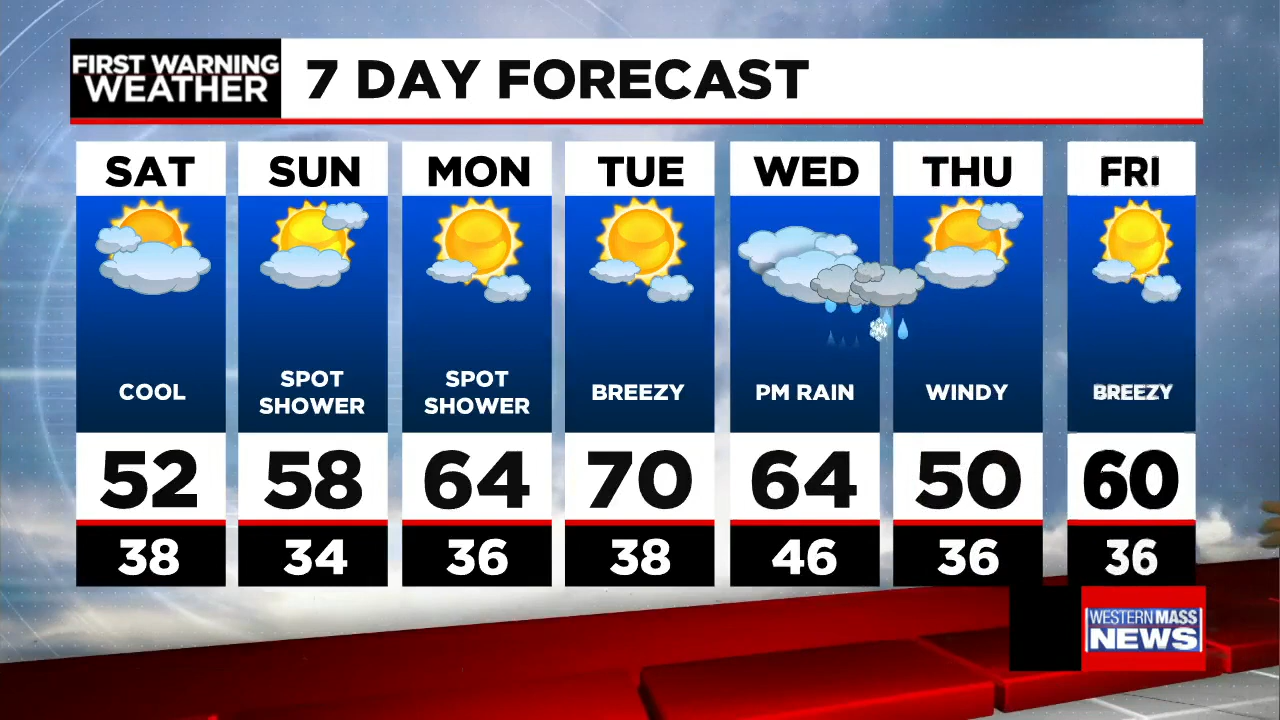 FIRST WARNING
WEATHER
7 DAY FORECAST
SAT
SUN
MON
TUE
WED
THU
FRI
COOL
SPOT
SHOWER
SPOT
SHOWER
BREEZY
PM RAIN
WINDY
BREEZY
52
58
64
70
64
50
60
38
34
36
38
46
36
36
WESTERN MASS
NEWS